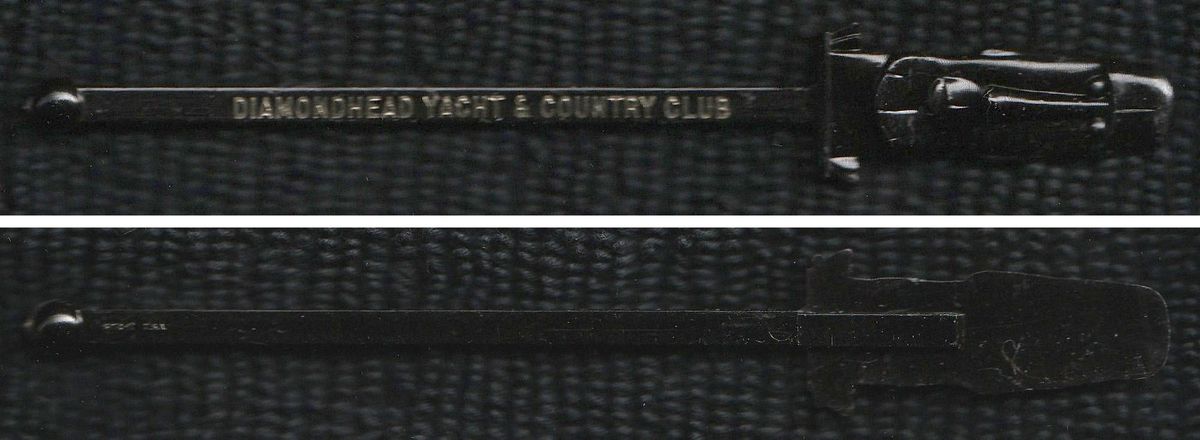 DIAMONDHEAD YACHT & COUNTRY CLUB